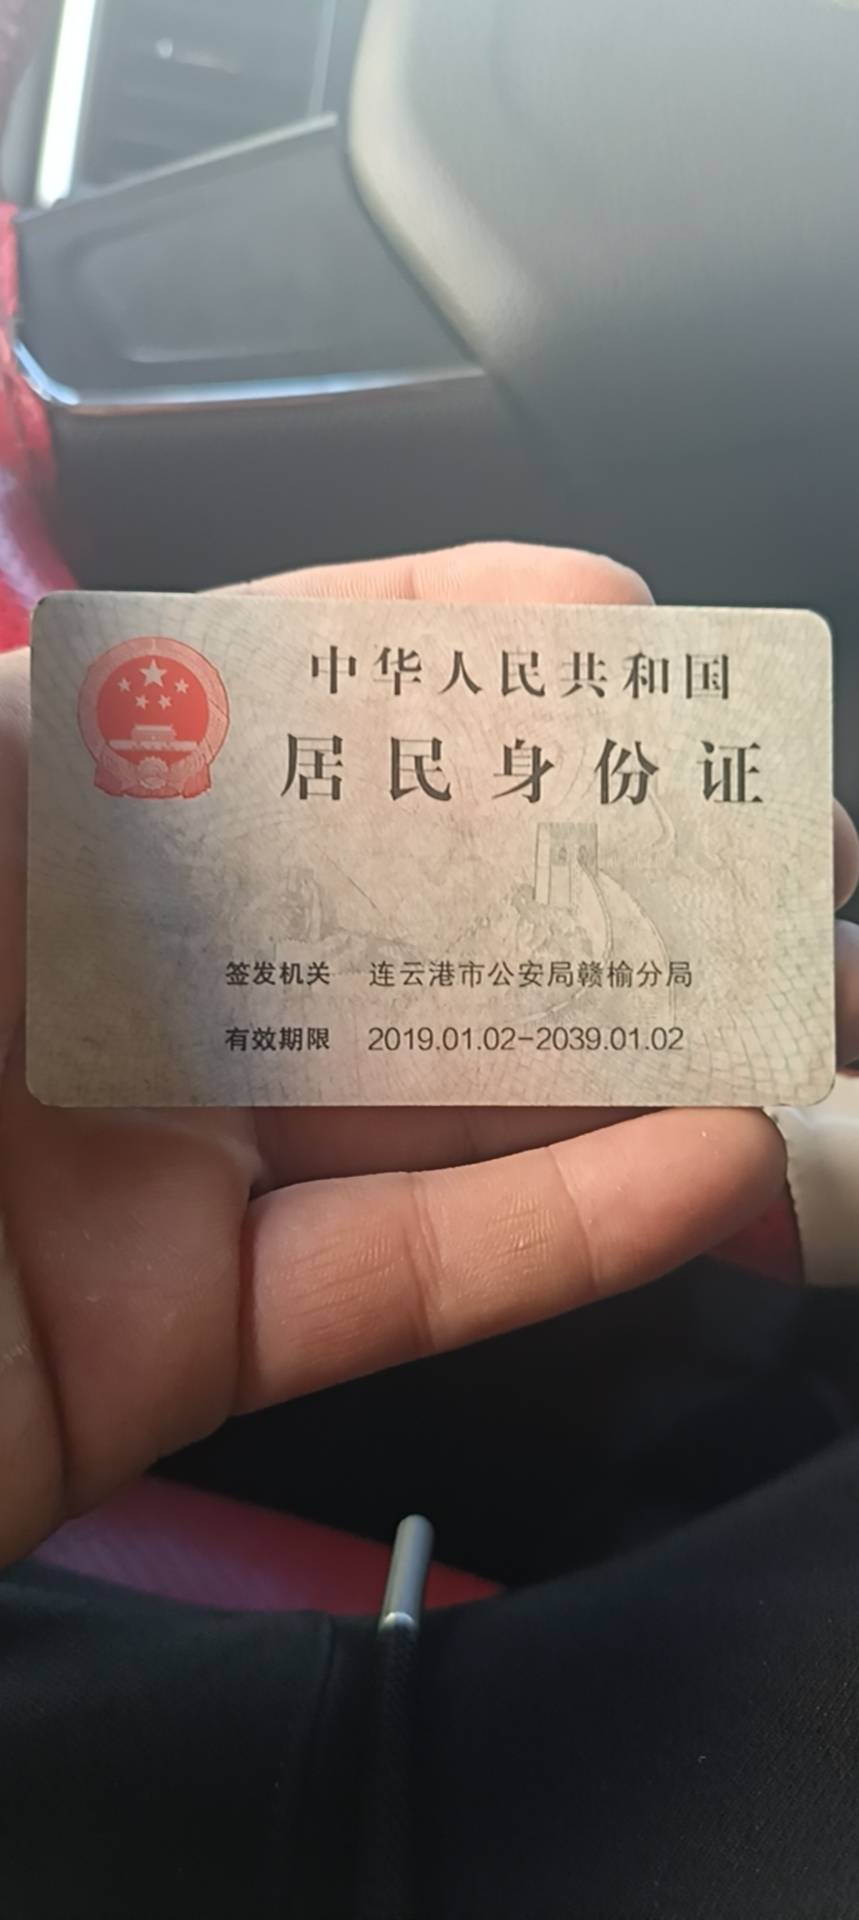 中华人民共和国
居民身份证
签发机关 连云港市公安局赣榆分局
有效期限 2019.01.02-2039.01.02